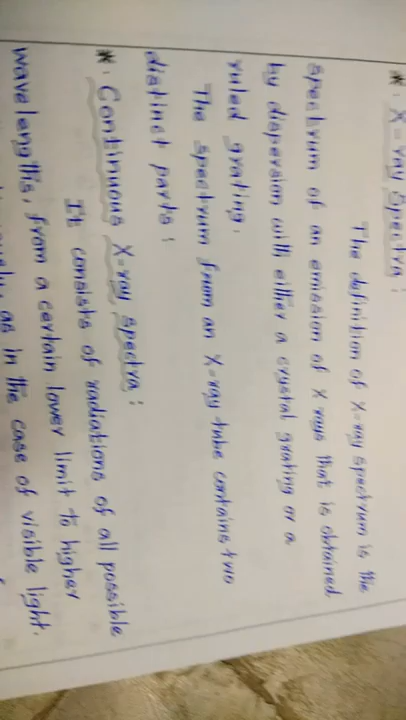 * : X-ray Spectra :
The definition of X-ray spectrum is the
spectrum of an emission of X rays that is obtained
by dispersion with either a crystal grating or a
ruled grating.
The spectrum from an X-ray tube contains two
distinct parts :
* : Continuous X-ray spectra :
It consists of radiations of all possible
wave lengths, from a certain lower limit to higher
as in the case of visible light.